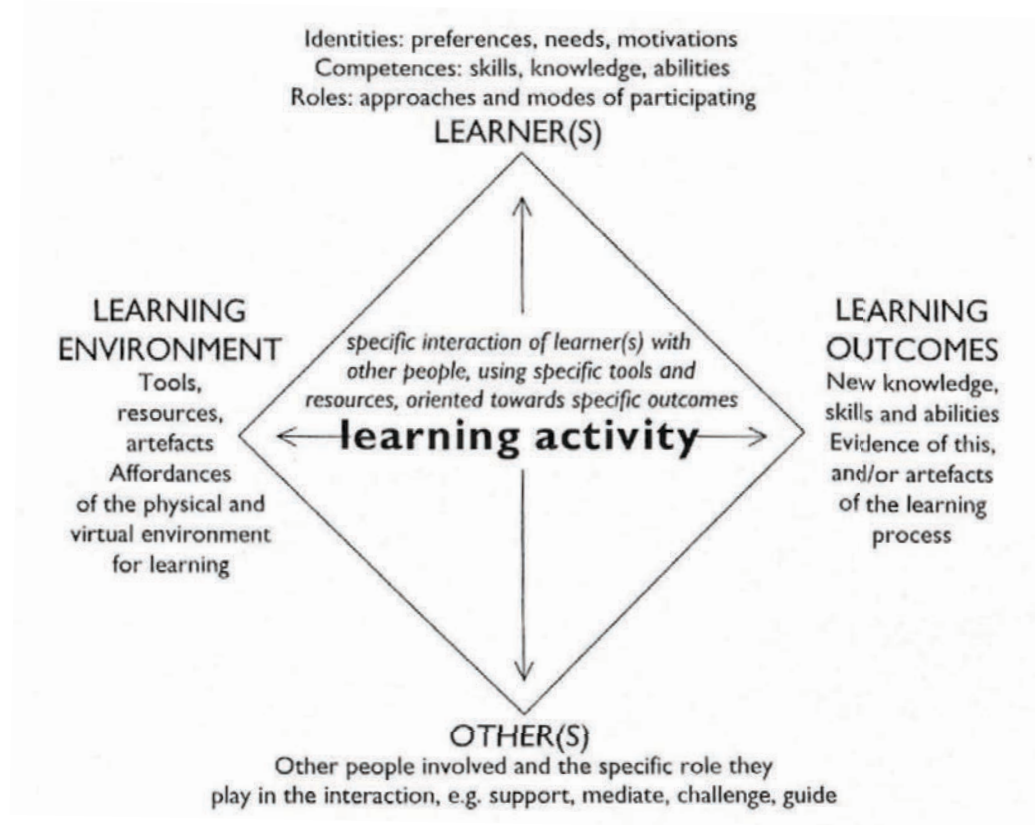 Identities: preferences, needs, motivations
Competences: skills, knowledge, abilities
Roles: approaches and modes of participating
LEARNER(S)
LEARNING
ENVIRONMENT
Tools,
resources,
artefacts
Affordances
of the physical and
virtual environment
for learning
specific interaction of learner(s) with
other people, using specific tools and
resources, oriented towards specific outcomes
learning activity
LEARNING
OUTCOMES
New knowledge,
skills and abilities
Evidence of this,
and/or artefacts
of the learning
process
OTHER(S)
Other people involved and the specific role they
play in the interaction, e.g. support, mediate, challenge, guide